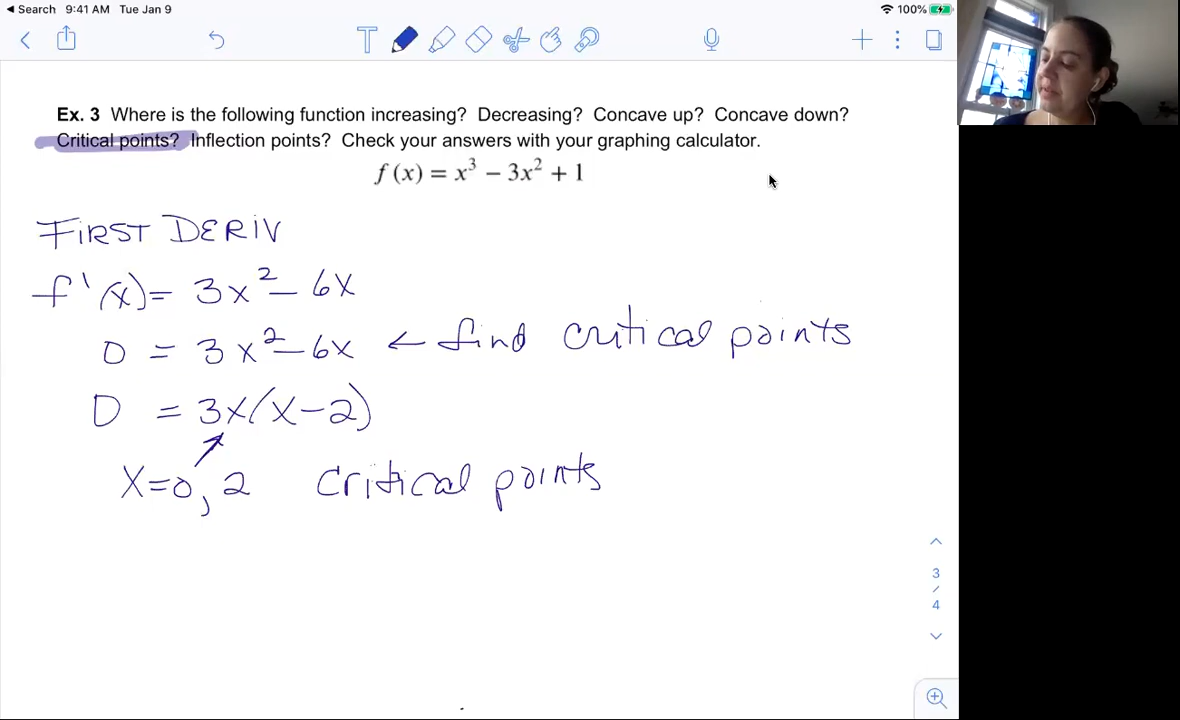 Search 9:41 AM Tue Jan 9 100%
Ex. 3 Where is the following function increasing? Decreasing? Concave up? Concave down?
Critical points? Inflection points? Check your answers with your graphing calculator.
f(x) = x³ − 3x² + 1
FIRST DERIV
f'(x) = 3x² − 6x
0 = 3x² − 6x ← find critical points
0 = 3x(x−2)
x=0, 2 critical points
3
/
4